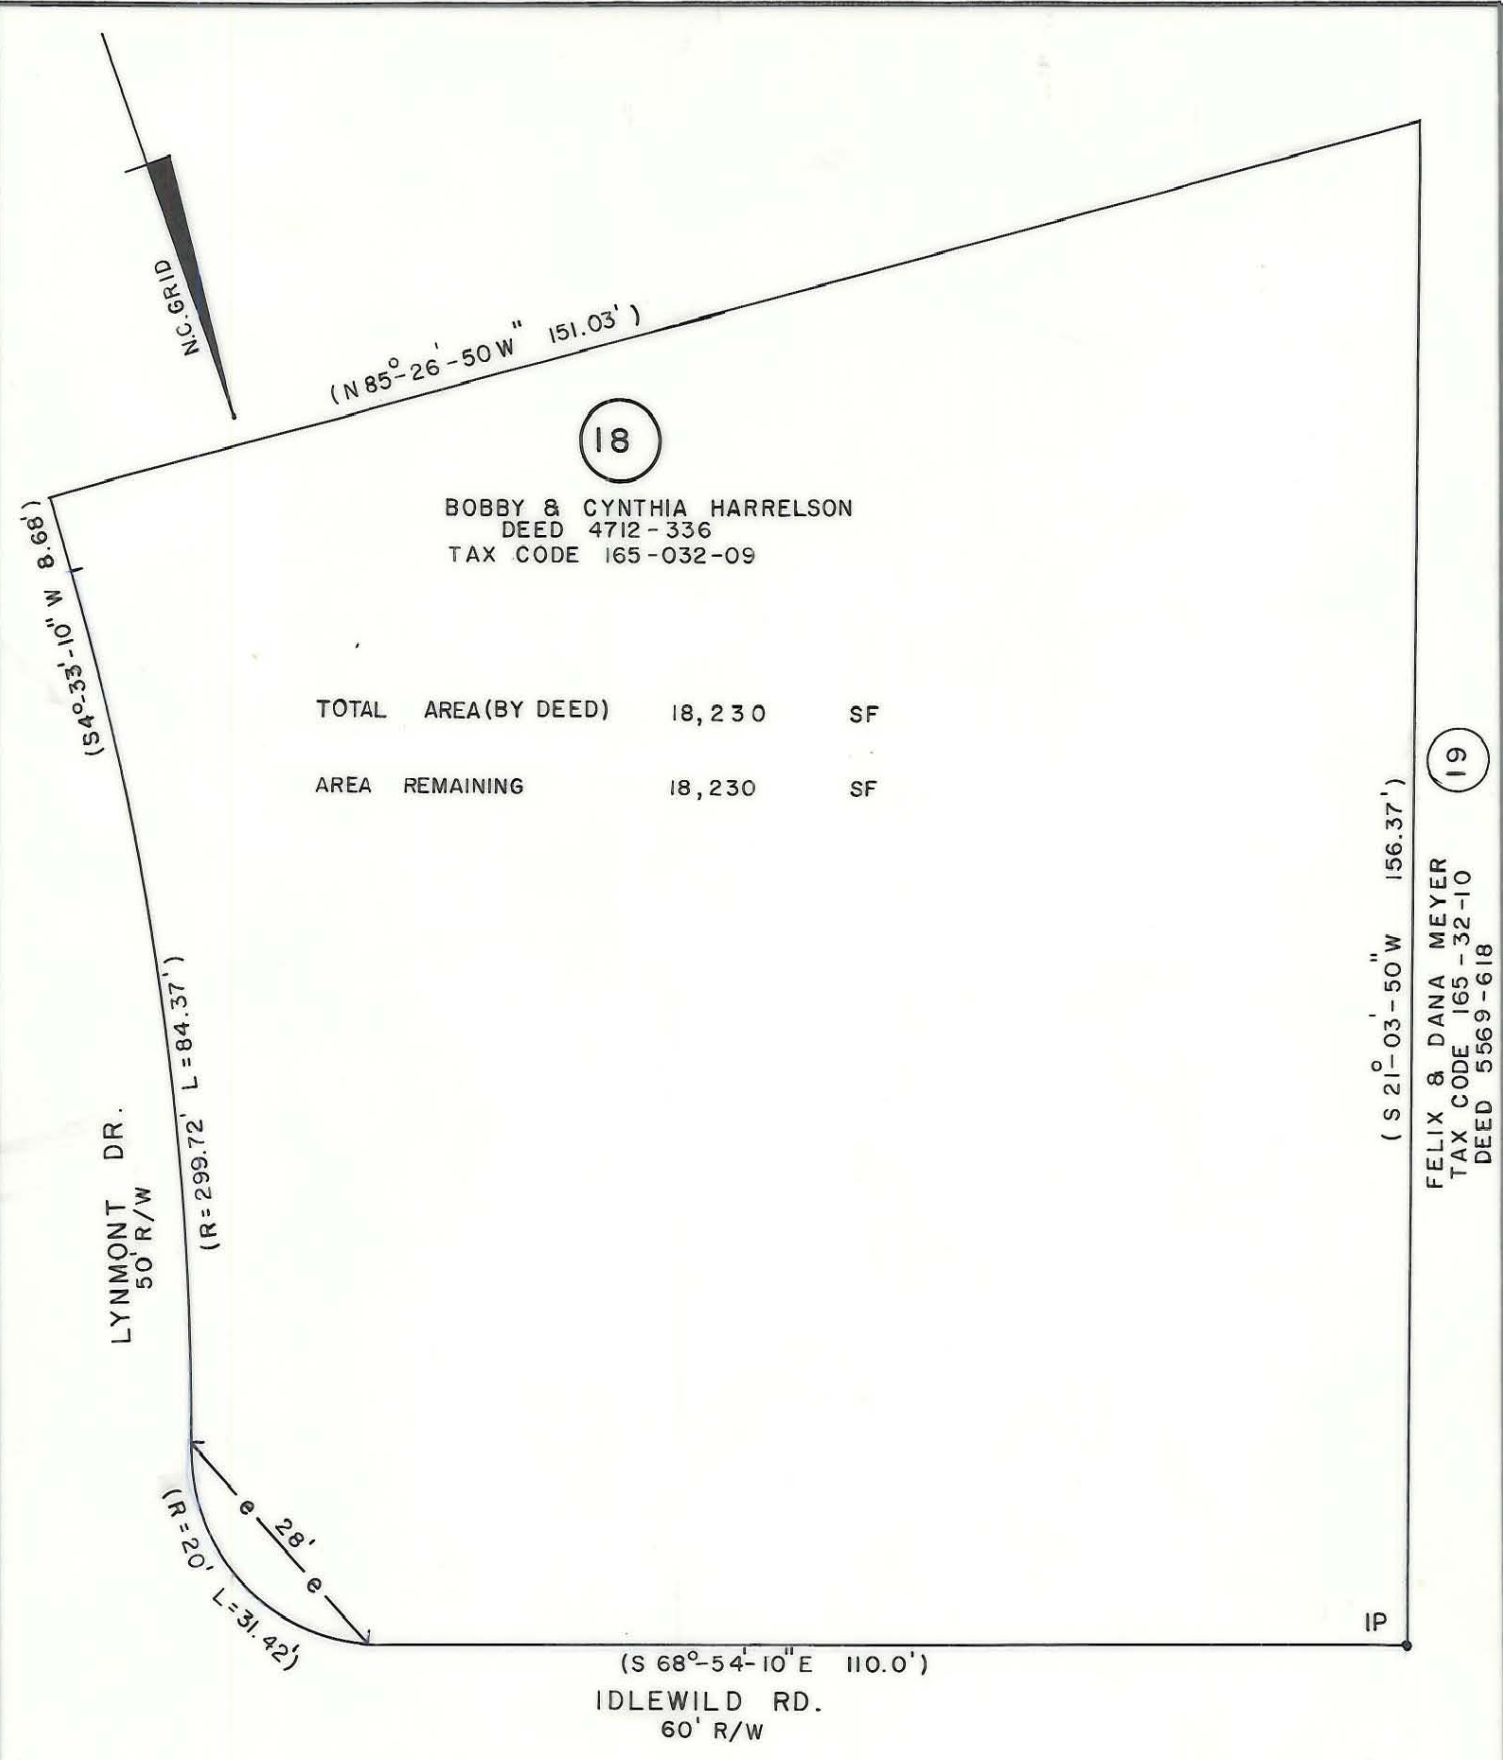 N.C. GRID
(N 85°-26'-50 W" 151.03')
18
BOBBY & CYNTHIA HARRELSON
DEED 4712-336
TAX CODE 165-032-09
(S4°-33'-10" W 8.68')
TOTAL AREA(BY DEED) 18,230 SF
AREA REMAINING 18,230 SF
19
(S 21°-03'-50" W 156.37')
FELIX & DANA MEYER
TAX CODE 165-32-10
DEED 5569-618
(R=299.72' L=84.37')
LYNMONT DR.
50' R/W
e 28' e
(R=20' L=31.42')
IP
(S 68°-54'-10" E 110.0')
IDLEWILD RD.
60' R/W